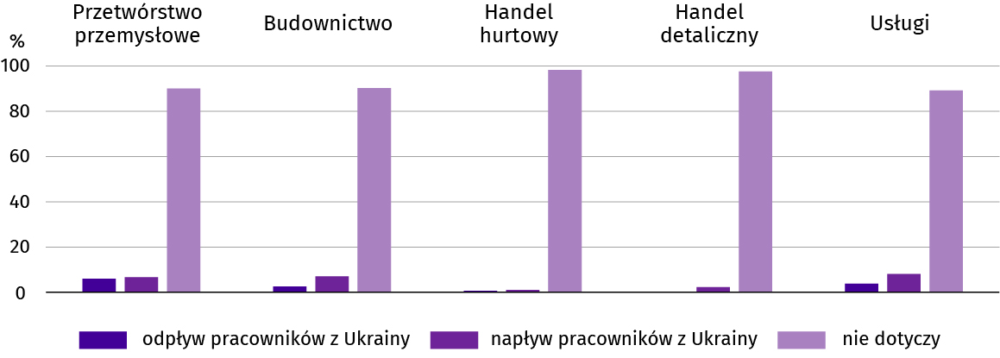 Przetwórstwo
przemysłowe
Budownictwo
Handel
hurtowy
Handel
detaliczny
Usługi
%
100
80
60
40
20
0
odpływ pracowników z Ukrainy
napływ pracowników z Ukrainy
nie dotyczy